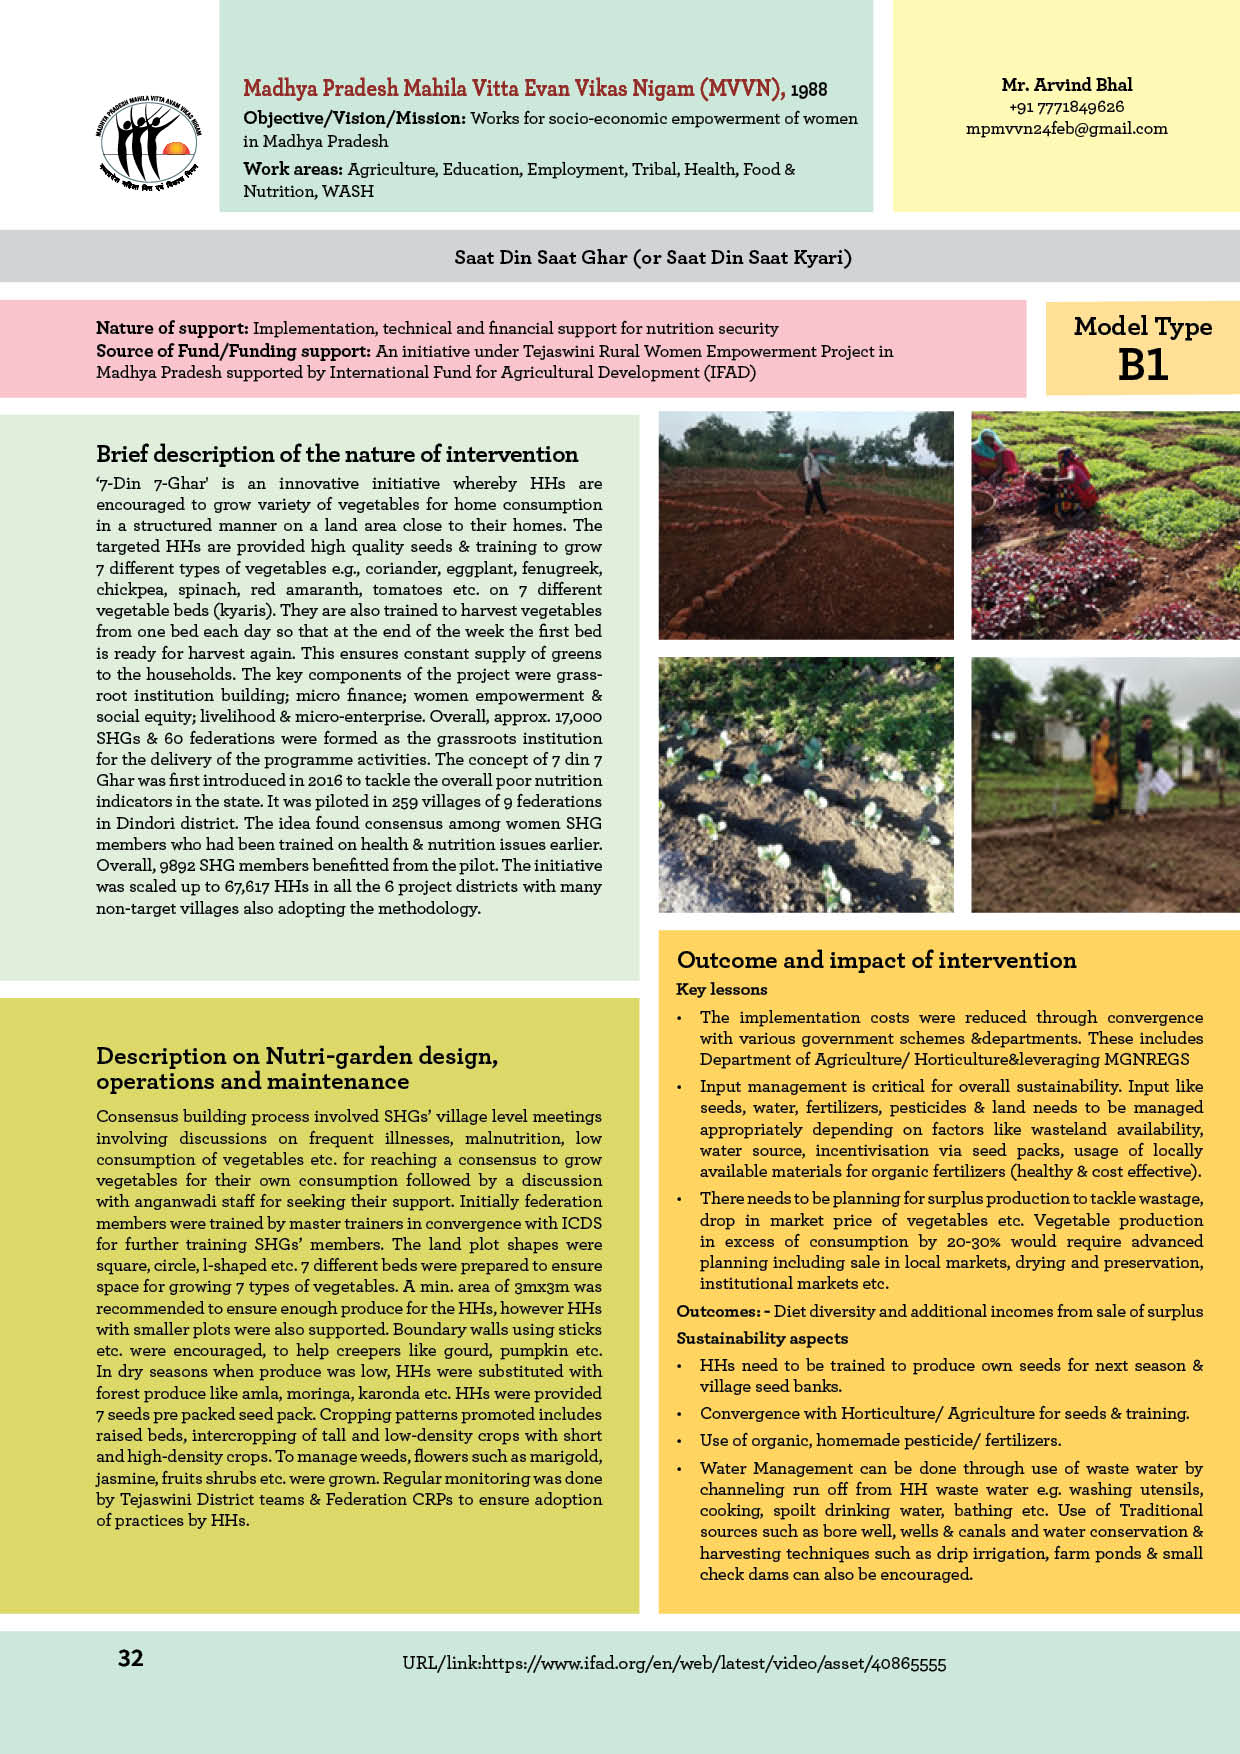 MADHYA PRADESH MAHILA VITTA AVAM VIKAS NIGAM
मध्यप्रदेश महिला वित्त एवं विकास निगम
Madhya Pradesh Mahila Vitta Evan Vikas Nigam (MVVN), 1988
Objective/Vision/Mission: Works for socio-economic empowerment of women
in Madhya Pradesh
Work areas: Agriculture, Education, Employment, Tribal, Health, Food &
Nutrition, WASH
Mr. Arvind Bhal
+91 7771849626
mpmvvn24feb@gmail.com
Saat Din Saat Ghar (or Saat Din Saat Kyari)
Nature of support: Implementation, technical and financial support for nutrition security
Source of Fund/Funding support: An initiative under Tejaswini Rural Women Empowerment Project in
Madhya Pradesh supported by International Fund for Agricultural Development (IFAD)
Model Type
B1
Brief description of the nature of intervention
‘7-Din 7-Ghar' is an innovative initiative whereby HHs are
encouraged to grow variety of vegetables for home consumption
in a structured manner on a land area close to their homes. The
targeted HHs are provided high quality seeds & training to grow
7 different types of vegetables e.g., coriander, eggplant, fenugreek,
chickpea, spinach, red amaranth, tomatoes etc. on 7 different
vegetable beds (kyaris). They are also trained to harvest vegetables
from one bed each day so that at the end of the week the first bed
is ready for harvest again. This ensures constant supply of greens
to the households. The key components of the project were grass-
root institution building; micro finance; women empowerment &
social equity; livelihood & micro-enterprise. Overall, approx. 17,000
SHGs & 60 federations were formed as the grassroots institution
for the delivery of the programme activities. The concept of 7 din 7
Ghar was first introduced in 2016 to tackle the overall poor nutrition
indicators in the state. It was piloted in 259 villages of 9 federations
in Dindori district. The idea found consensus among women SHG
members who had been trained on health & nutrition issues earlier.
Overall, 9892 SHG members benefitted from the pilot. The initiative
was scaled up to 67,617 HHs in all the 6 project districts with many
non-target villages also adopting the methodology.
Description on Nutri-garden design,
operations and maintenance
Consensus building process involved SHGs’ village level meetings
involving discussions on frequent illnesses, malnutrition, low
consumption of vegetables etc. for reaching a consensus to grow
vegetables for their own consumption followed by a discussion
with anganwadi staff for seeking their support. Initially federation
members were trained by master trainers in convergence with ICDS
for further training SHGs’ members. The land plot shapes were
square, circle, l-shaped etc. 7 different beds were prepared to ensure
space for growing 7 types of vegetables. A min. area of 3mx3m was
recommended to ensure enough produce for the HHs, however HHs
with smaller plots were also supported. Boundary walls using sticks
etc. were encouraged, to help creepers like gourd, pumpkin etc.
In dry seasons when produce was low, HHs were substituted with
forest produce like amla, moringa, karonda etc. HHs were provided
7 seeds pre packed seed pack. Cropping patterns promoted includes
raised beds, intercropping of tall and low-density crops with short
and high-density crops. To manage weeds, flowers such as marigold,
jasmine, fruits shrubs etc. were grown. Regular monitoring was done
by Tejaswini District teams & Federation CRPs to ensure adoption
of practices by HHs.
Outcome and impact of intervention
Key lessons
• The implementation costs were reduced through convergence
with various government schemes &departments. These includes
Department of Agriculture/ Horticulture&leveraging MGNREGS
• Input management is critical for overall sustainability. Input like
seeds, water, fertilizers, pesticides & land needs to be managed
appropriately depending on factors like wasteland availability,
water source, incentivisation via seed packs, usage of locally
available materials for organic fertilizers (healthy & cost effective).
• There needs to be planning for surplus production to tackle wastage,
drop in market price of vegetables etc. Vegetable production
in excess of consumption by 20-30% would require advanced
planning including sale in local markets, drying and preservation,
institutional markets etc.
Outcomes: - Diet diversity and additional incomes from sale of surplus
Sustainability aspects
• HHs need to be trained to produce own seeds for next season &
village seed banks.
• Convergence with Horticulture/ Agriculture for seeds & training.
• Use of organic, homemade pesticide/ fertilizers.
• Water Management can be done through use of waste water by
channeling run off from HH waste water e.g. washing utensils,
cooking, spoilt drinking water, bathing etc. Use of Traditional
sources such as bore well, wells & canals and water conservation &
harvesting techniques such as drip irrigation, farm ponds & small
check dams can also be encouraged.
32
URL/link:https://www.ifad.org/en/web/latest/video/asset/40865555